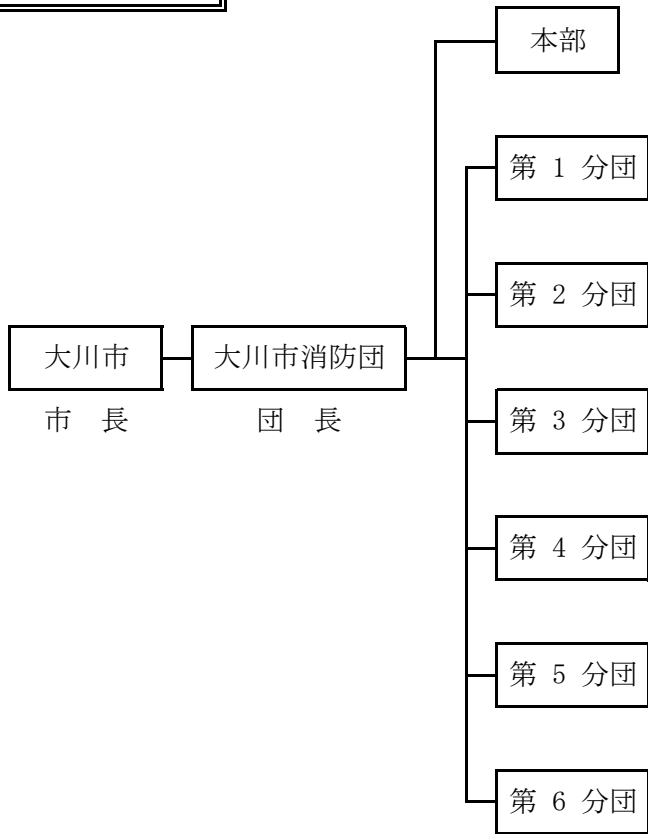 本部
第 1 分団
第 2 分団
大川市
大川市消防団
市 長
団 長
第 3 分団
第 4 分団
第 5 分団
第 6 分団